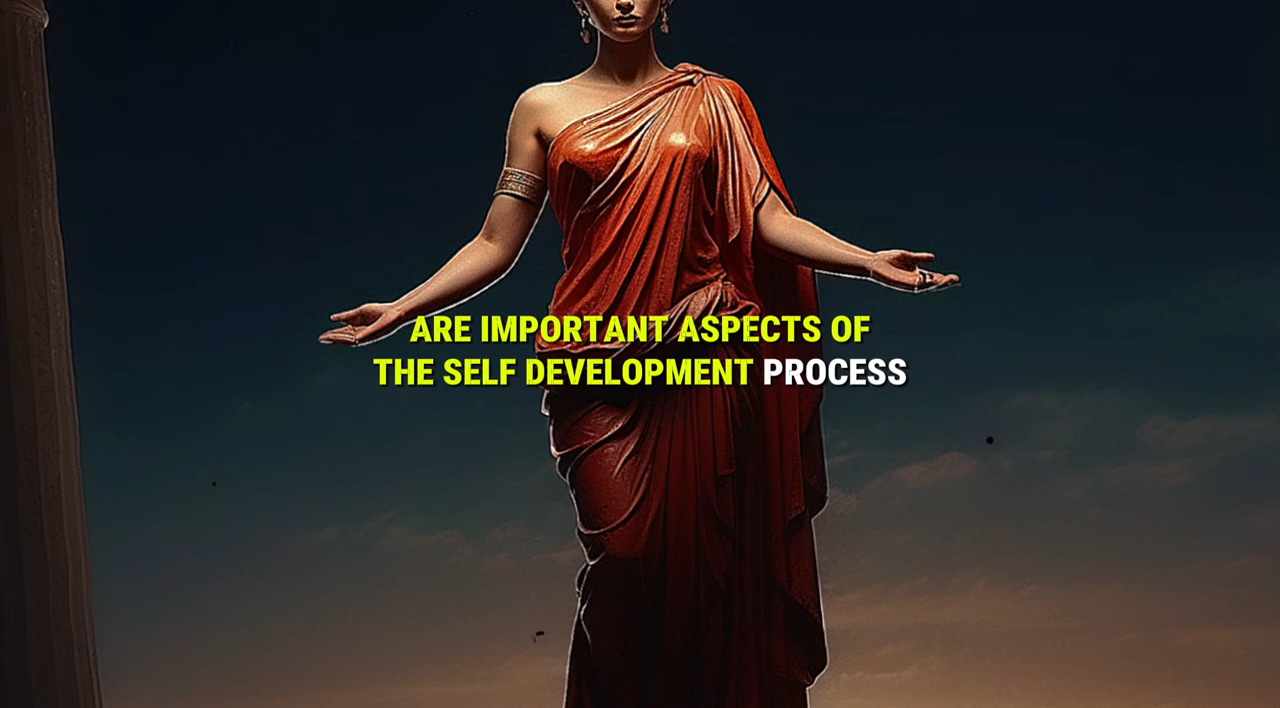 ARE IMPORTANT ASPECTS OF
THE SELF DEVELOPMENT PROCESS